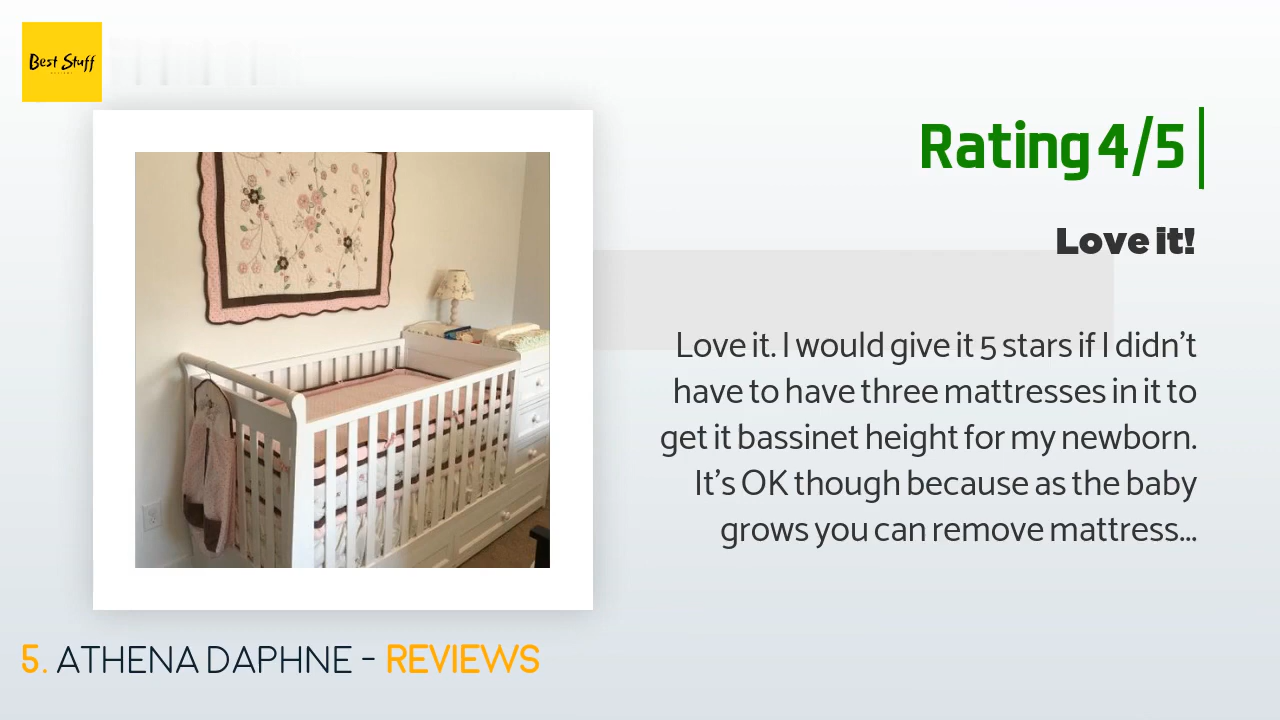 Best Stuff
Rating 4/5
Love it!
Love it. I would give it 5 stars if I didn't
have to have three mattresses in it to
get it bassinet height for my newborn.
It's OK though because as the baby
grows you can remove mattress...
5. ATHENA DAPHNE - REVIEWS